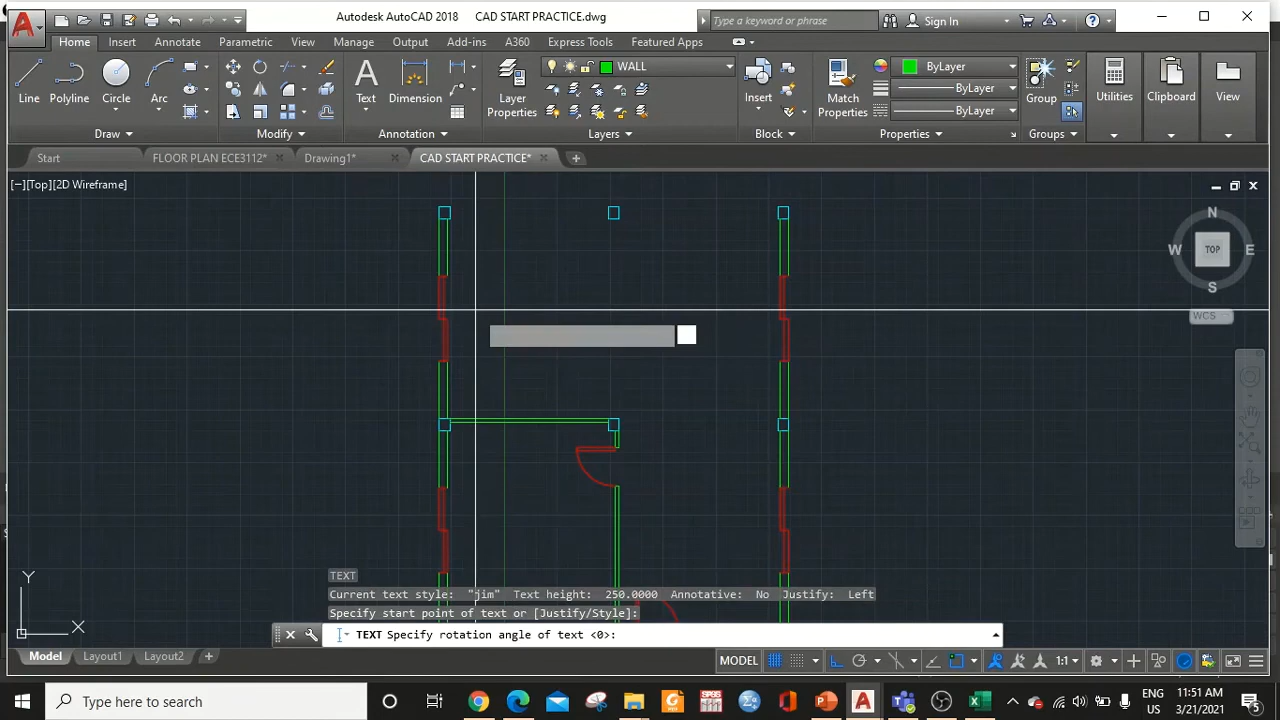 Autodesk AutoCAD 2018 CAD START PRACTICE.dwg
Type a keyword or phrase
Sign In
Home Insert Annotate Parametric View Manage Output Add-ins A360 Express Tools Featured Apps
WALL
ByLayer
ByLayer
ByLayer
Line Polyline Circle Arc
Text Dimension
Layer Properties
Insert
Match Properties
Group
Utilities
Clipboard
View
Draw Modify Annotation Layers Block Properties Groups
Start FLOOR PLAN ECE3112* Drawing1* CAD START PRACTICE*
[−][Top][2D Wireframe]
N
W TOP E
S
WCS
Y
X
TEXT
Current text style: "jim" Text height: 250.0000 Annotative: No Justify: Left
Specify start point of text or [Justify/Style]:
TEXT Specify rotation angle of text <0>:
Model Layout1 Layout2
MODEL
1:1
Type here to search
SPSS
ENG
US
11:51 AM
3/21/2021
5